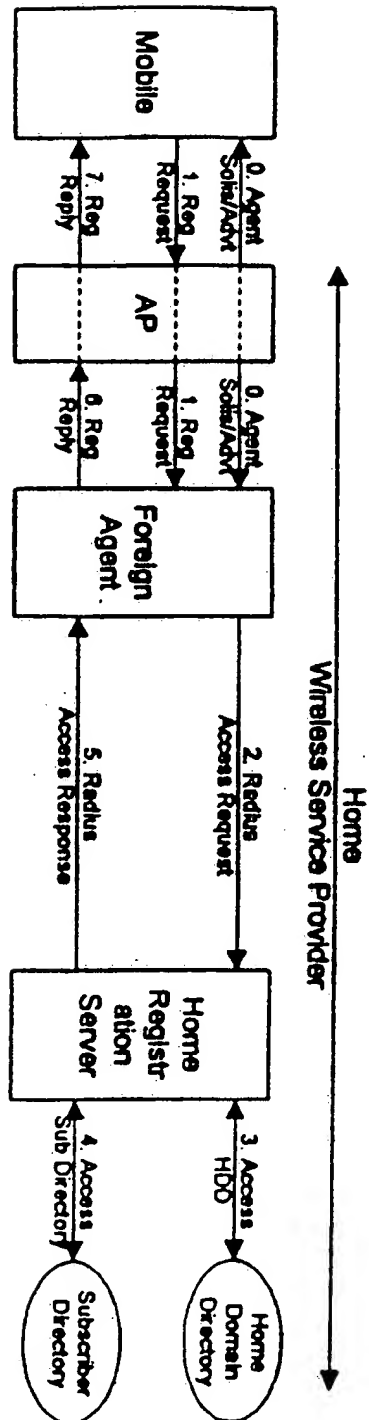 Home
Wireless Service Provider
Mobile
0. Agent
Solis/Advt
1. Reg
Request
7. Reg
Reply
AP
0. Agent
Solis/Advt
1. Reg
Request
6. Reg
Reply
Foreign
Agent
2. Radius
Access Request
5. Radius
Access Response
Home
Registr
ation
Server
3. Access
HDD
4. Access
Sub Directory
Home
Domain
Directory
Subscriber
Directory